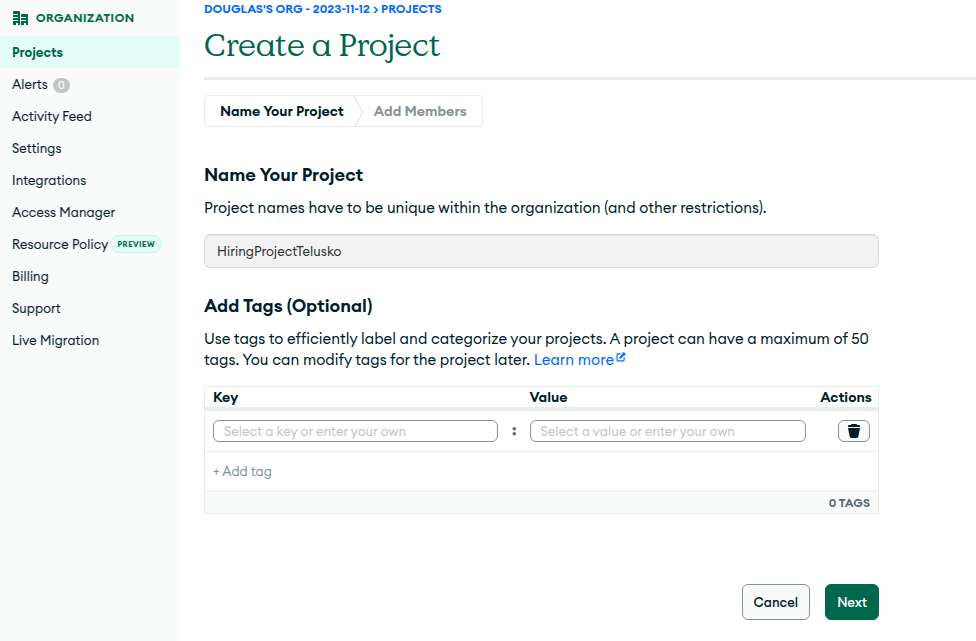 ORGANIZATION
Projects
Alerts 0
Activity Feed
Settings
Integrations
Access Manager
Resource Policy PREVIEW
Billing
Support
Live Migration
DOUGLAS'S ORG - 2023-11-12 > PROJECTS
Create a Project
Name Your Project Add Members
Name Your Project
Project names have to be unique within the organization (and other restrictions).
HiringProjectTelusko
Add Tags (Optional)
Use tags to efficiently label and categorize your projects. A project can have a maximum of 50
tags. You can modify tags for the project later. Learn more
Key Value Actions
Select a key or enter your own : Select a value or enter your own
+ Add tag
0 TAGS
Cancel Next